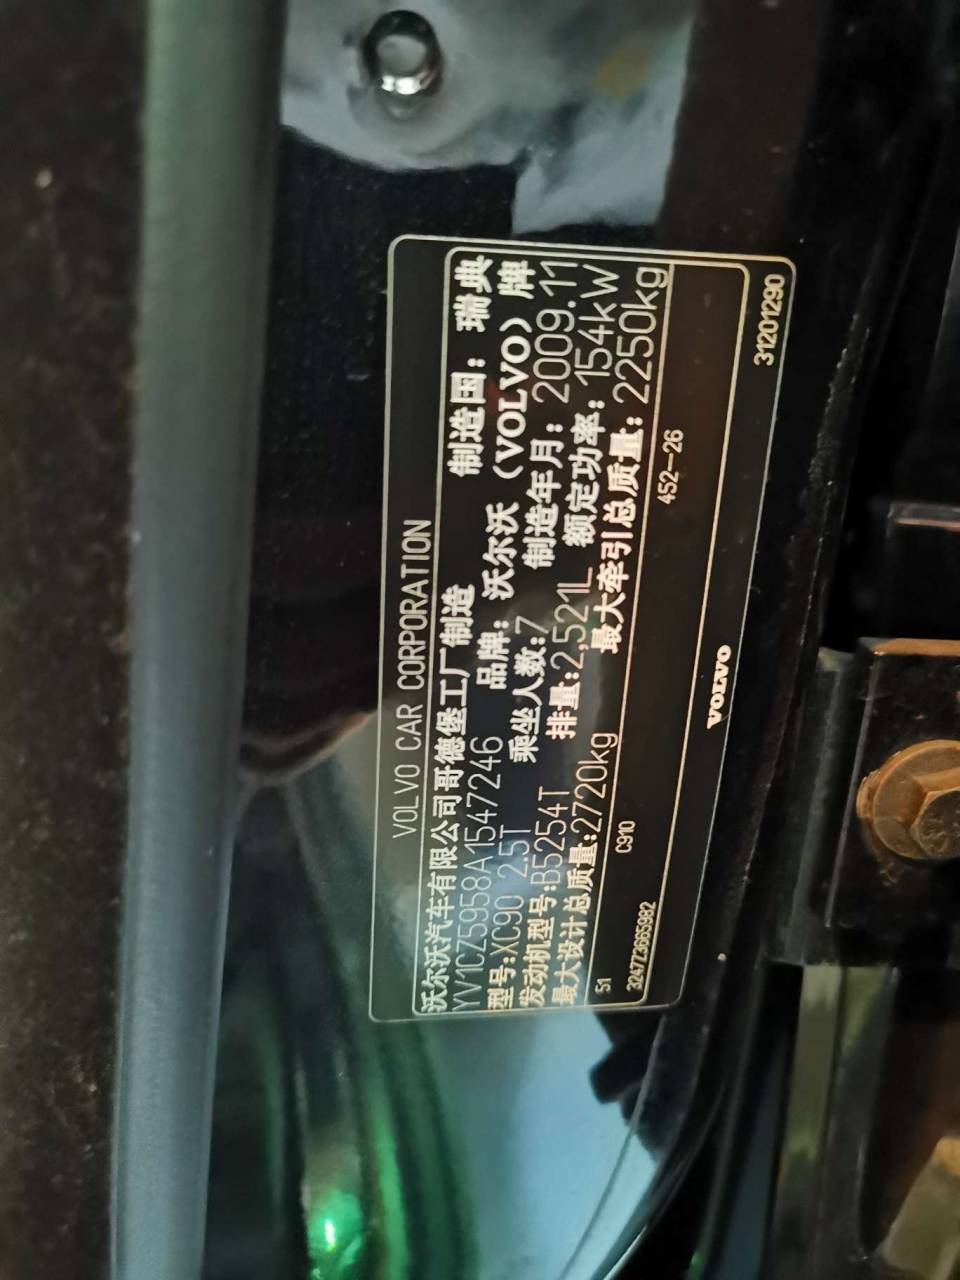 VOLVO CAR CORPORATION
沃尔沃汽车有限公司哥德堡工厂制造 制造国：瑞典
YV1CZ5958A1547246 品牌：沃尔沃（VOLVO）牌
型号:XC90 2.5T 乘坐人数:7 制造年月：2009.11
发动机型号:B5254T 排量:2,521L 额定功率：154kW
最大设计总质量:2720kg 最大牵引总质量：2250kg
51 C910 452-26
3247Z3665982 VOLVO 31201290